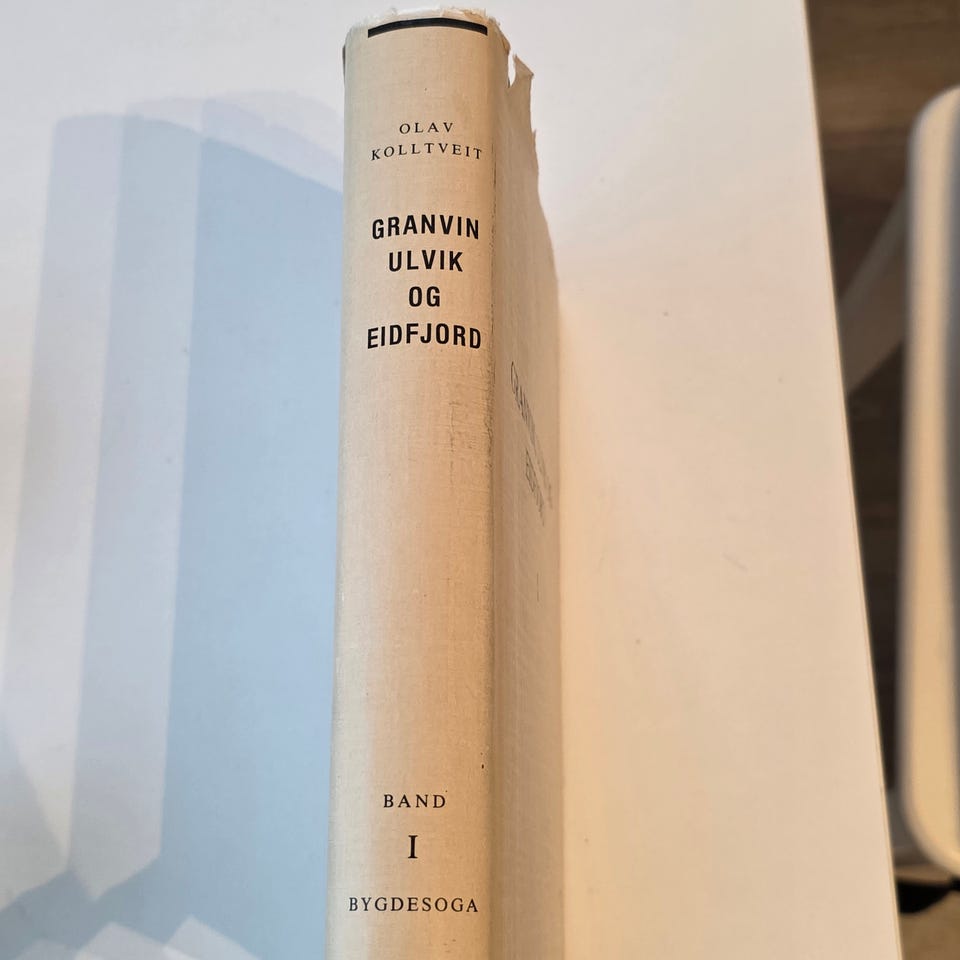 OLAV
KOLLTVEIT
GRANVIN
ULVIK
OG
EIDFJORD
BAND
I
BYGDESOGA